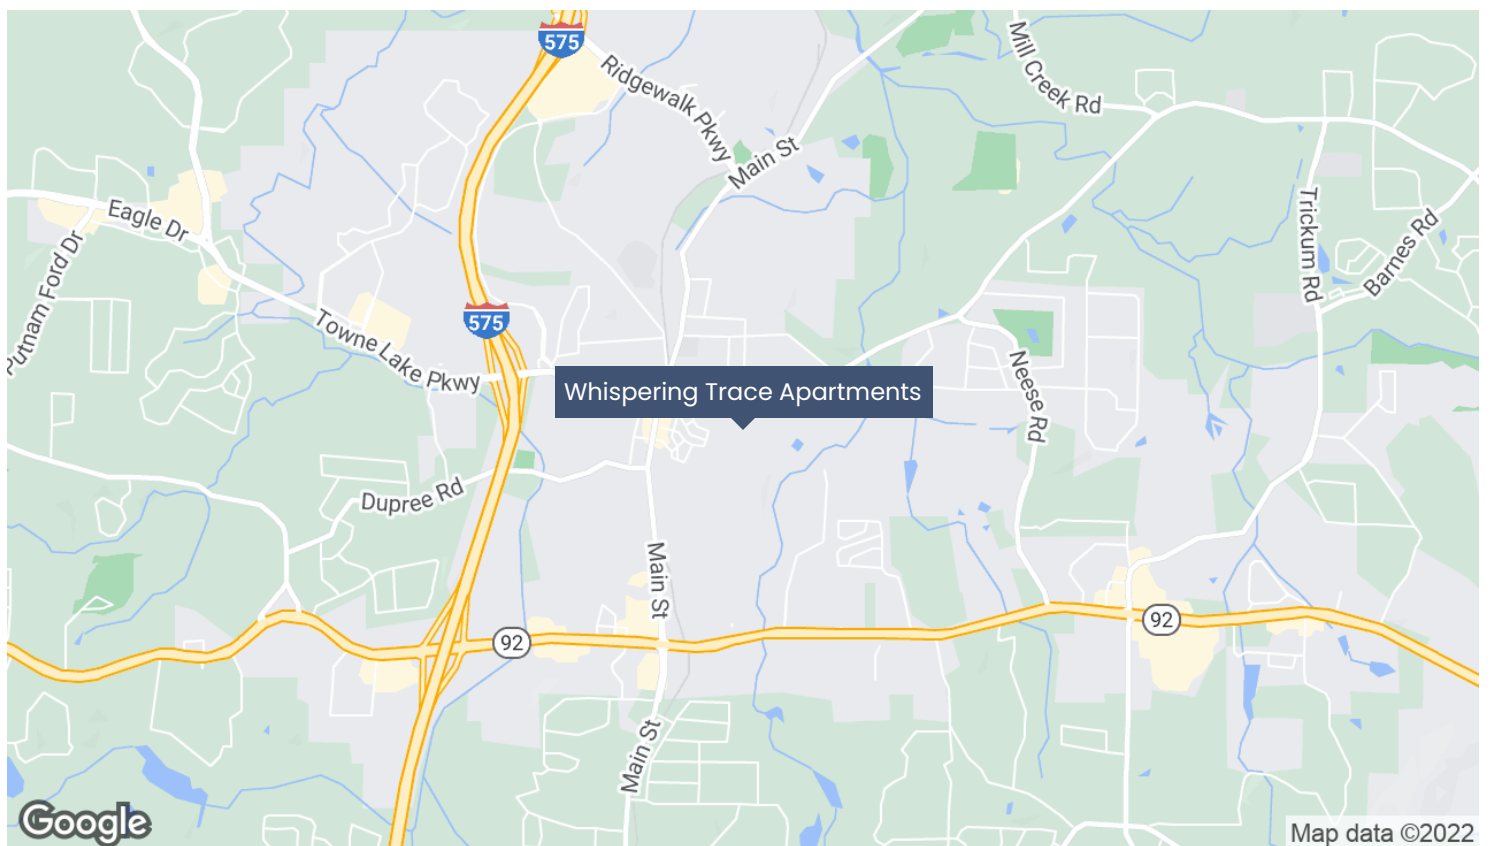 575
Ridgewalk Pkwy
Mill Creek Rd
Main St
Eagle Dr
Trickum Rd
Barnes Rd
Putnam Ford Dr
575
Towne Lake Pkwy
Neese Rd
Whispering Trace Apartments
Dupree Rd
Main St
92
92
Main St
Google
Map data ©2022